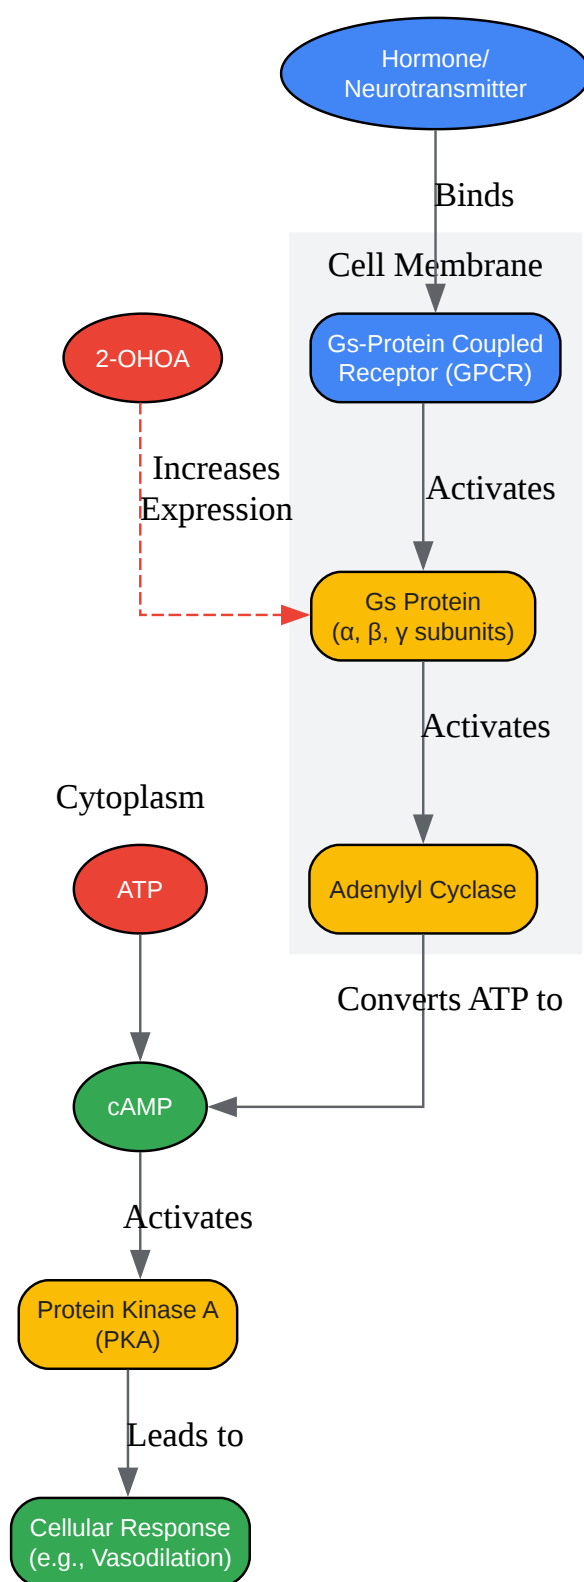 Hormone/
Neurotransmitter
Binds
Cell Membrane
Gs-Protein Coupled
Receptor (GPCR)
2-OHOA
Increases
Expression
Activates
Gs Protein
(α, β, γ subunits)
Activates
Cytoplasm
ATP
Adenylyl Cyclase
Converts ATP to
cAMP
Activates
Protein Kinase A
(PKA)
Leads to
Cellular Response
(e.g., Vasodilation)